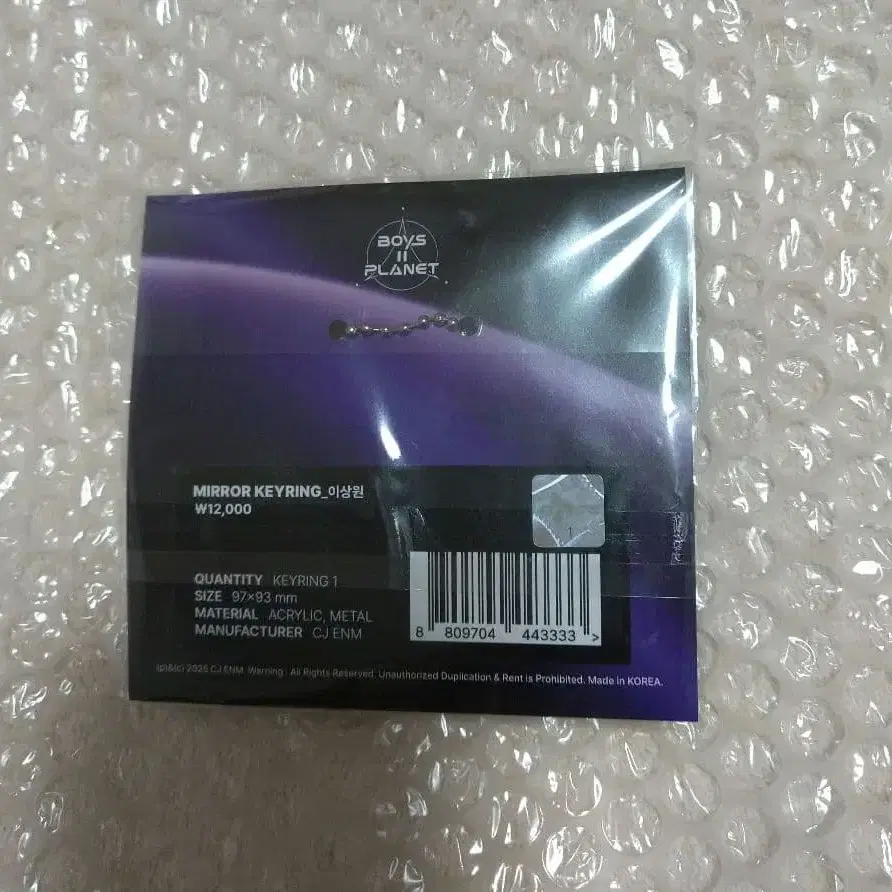 BOYS
II
PLANET
MIRROR KEYRING_이상원
₩12,000
1
QUANTITY KEYRING 1
SIZE 97×93 mm
MATERIAL ACRYLIC, METAL
MANUFACTURER CJ ENM
8 809704 443333 >
(p)&(c) 2025 CJ ENM. Warning : All Rights Reserved. Unauthorized Duplication & Rent is Prohibited. Made in KOREA.